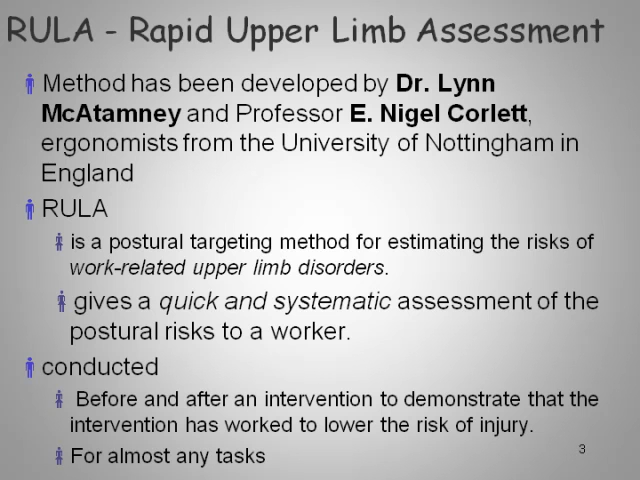 RULA - Rapid Upper Limb Assessment
Method has been developed by Dr. Lynn
McAtamney and Professor E. Nigel Corlett,
ergonomists from the University of Nottingham in
England
RULA
is a postural targeting method for estimating the risks of
work-related upper limb disorders.
gives a quick and systematic assessment of the
postural risks to a worker.
conducted
Before and after an intervention to demonstrate that the
intervention has worked to lower the risk of injury.
For almost any tasks
3